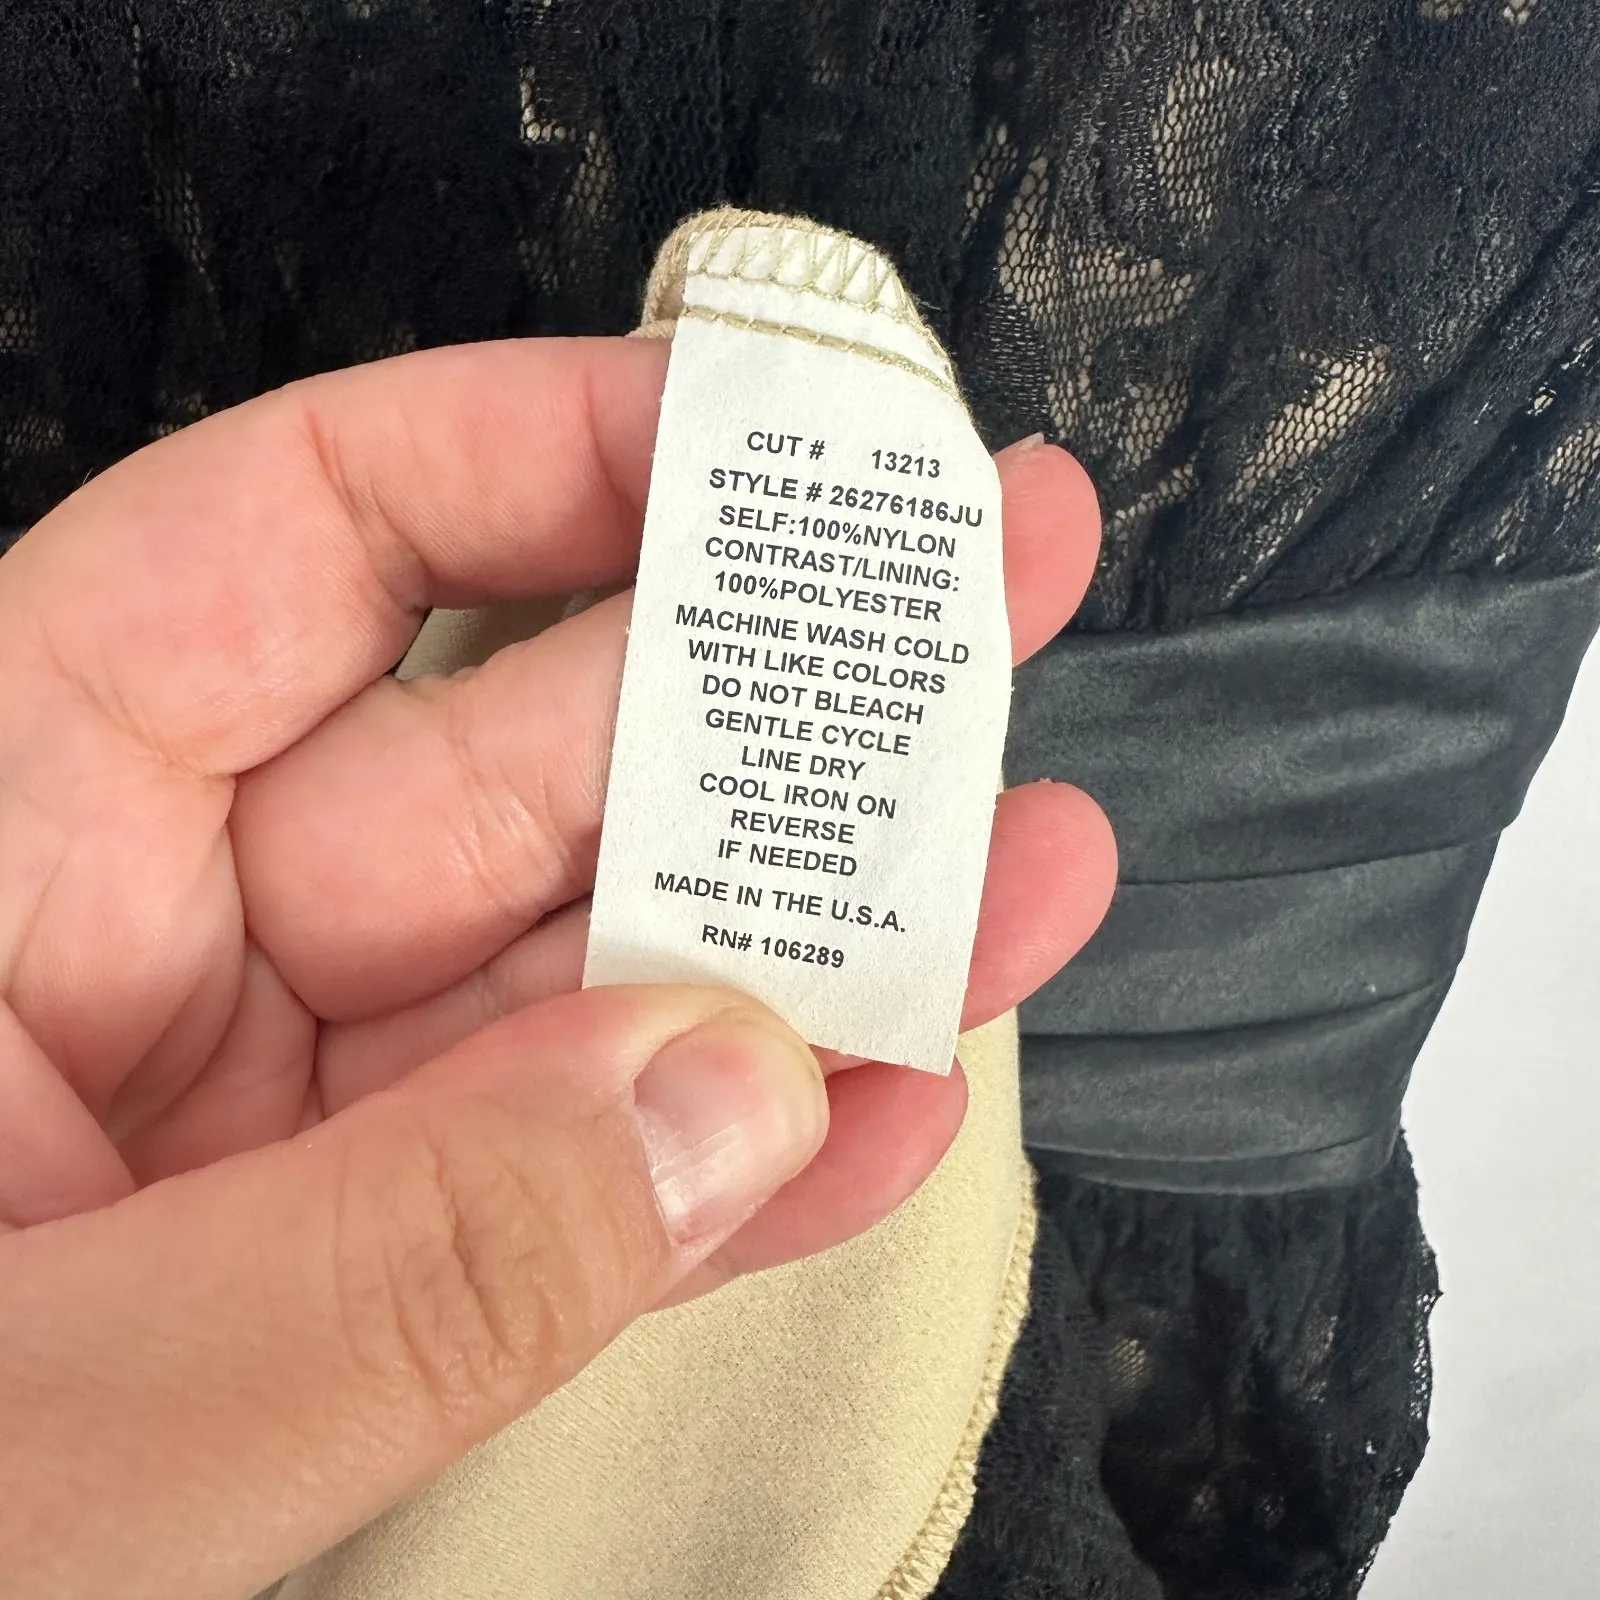 CUT # 13213
STYLE # 26276186JU
SELF:100%NYLON
CONTRAST/LINING:
100%POLYESTER
MACHINE WASH COLD
WITH LIKE COLORS
DO NOT BLEACH
GENTLE CYCLE
LINE DRY
COOL IRON ON
REVERSE
IF NEEDED
MADE IN THE U.S.A.
RN# 106289